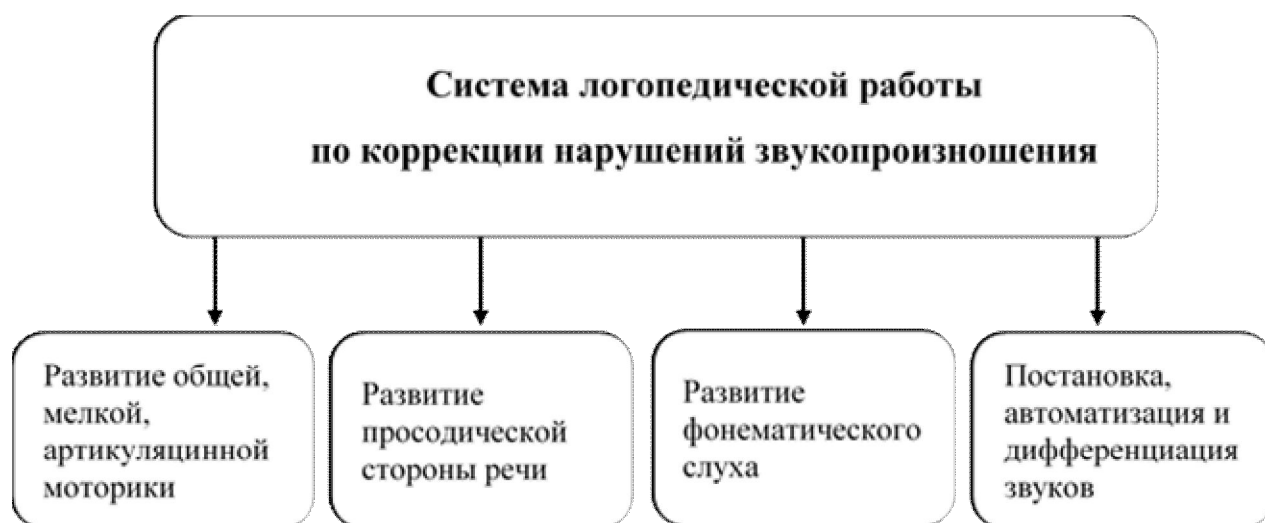 Система логопедической работы
по коррекции нарушений звукопроизношения
Развитие общей,
мелкой,
артикуляцинной
моторики
Развитие
просодической
стороны речи
Развитие
фонематического
слуха
Постановка,
автоматизация и
дифференциация
звуков